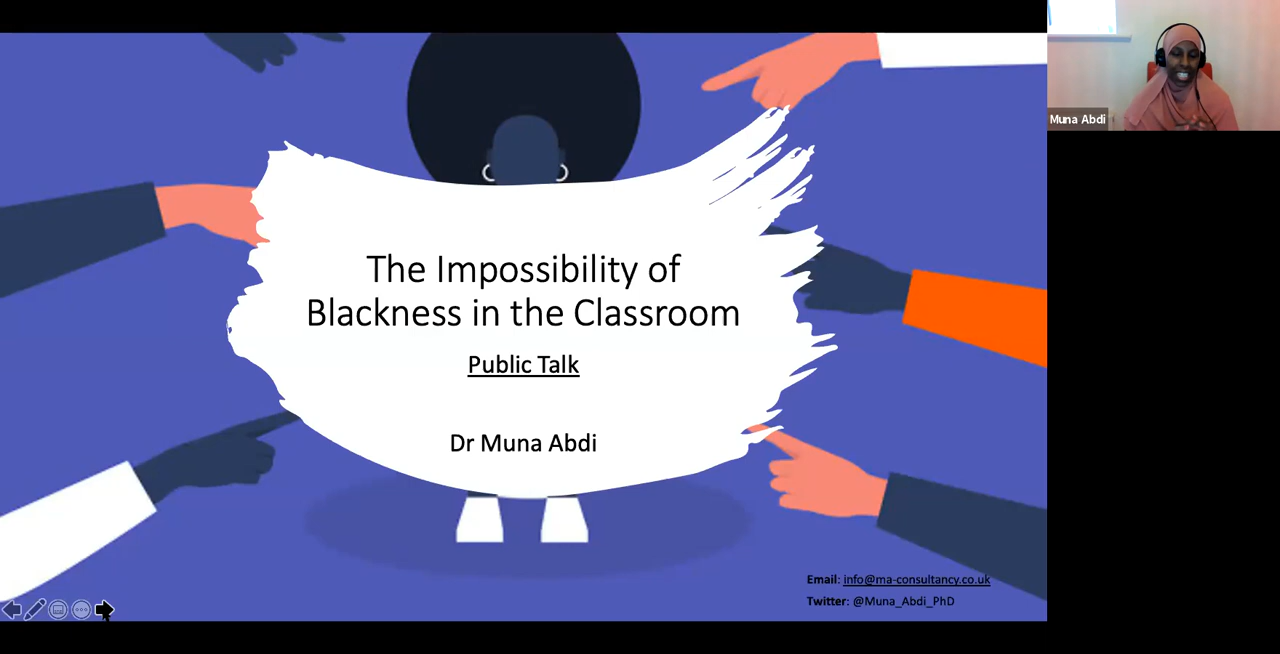 The Impossibility of
Blackness in the Classroom
Public Talk
Dr Muna Abdi
Email: info@ma-consultancy.co.uk
Twitter: @Muna_Abdi_PhD
Muna Abdi